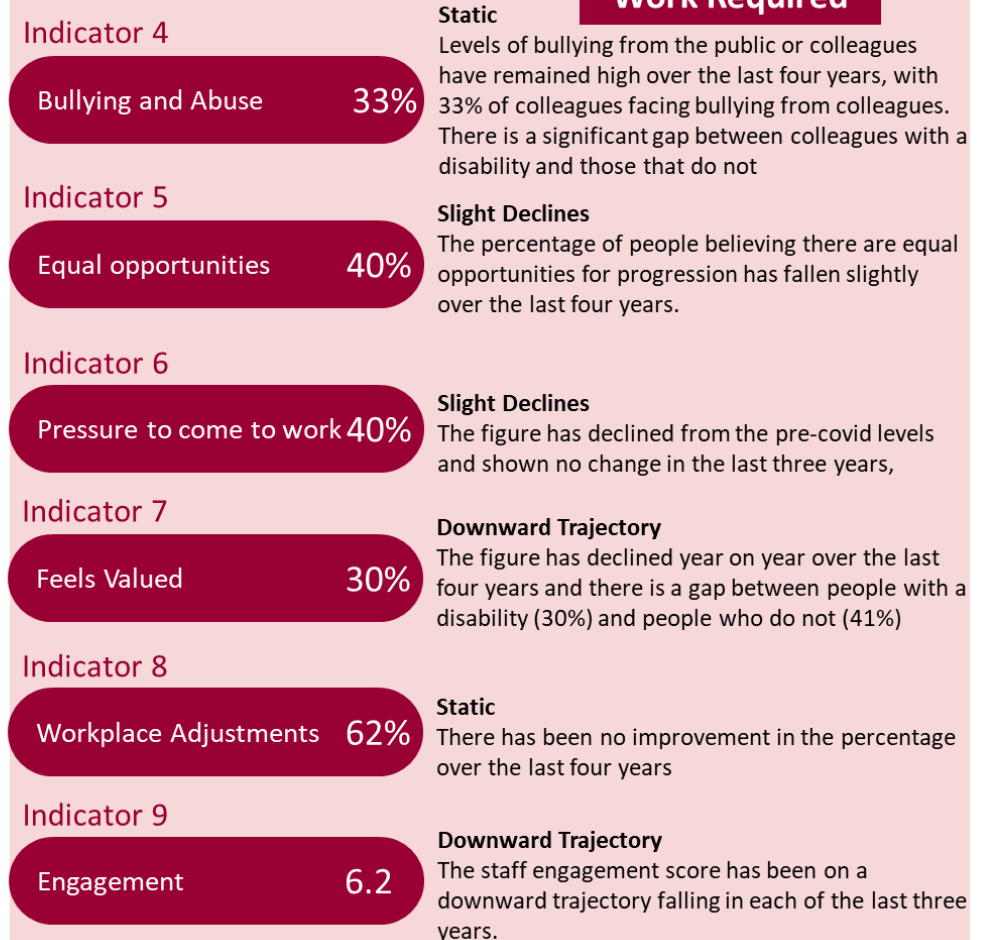 Work Required
Indicator 4
Bullying and Abuse 33%
Static
Levels of bullying from the public or colleagues
have remained high over the last four years, with
33% of colleagues facing bullying from colleagues.
There is a significant gap between colleagues with a
disability and those that do not
Indicator 5
Equal opportunities 40%
Slight Declines
The percentage of people believing there are equal
opportunities for progression has fallen slightly
over the last four years.
Indicator 6
Pressure to come to work 40%
Slight Declines
The figure has declined from the pre-covid levels
and shown no change in the last three years,
Indicator 7
Feels Valued 30%
Downward Trajectory
The figure has declined year on year over the last
four years and there is a gap between people with a
disability (30%) and people who do not (41%)
Indicator 8
Workplace Adjustments 62%
Static
There has been no improvement in the percentage
over the last four years
Indicator 9
Engagement 6.2
Downward Trajectory
The staff engagement score has been on a
downward trajectory falling in each of the last three
years.